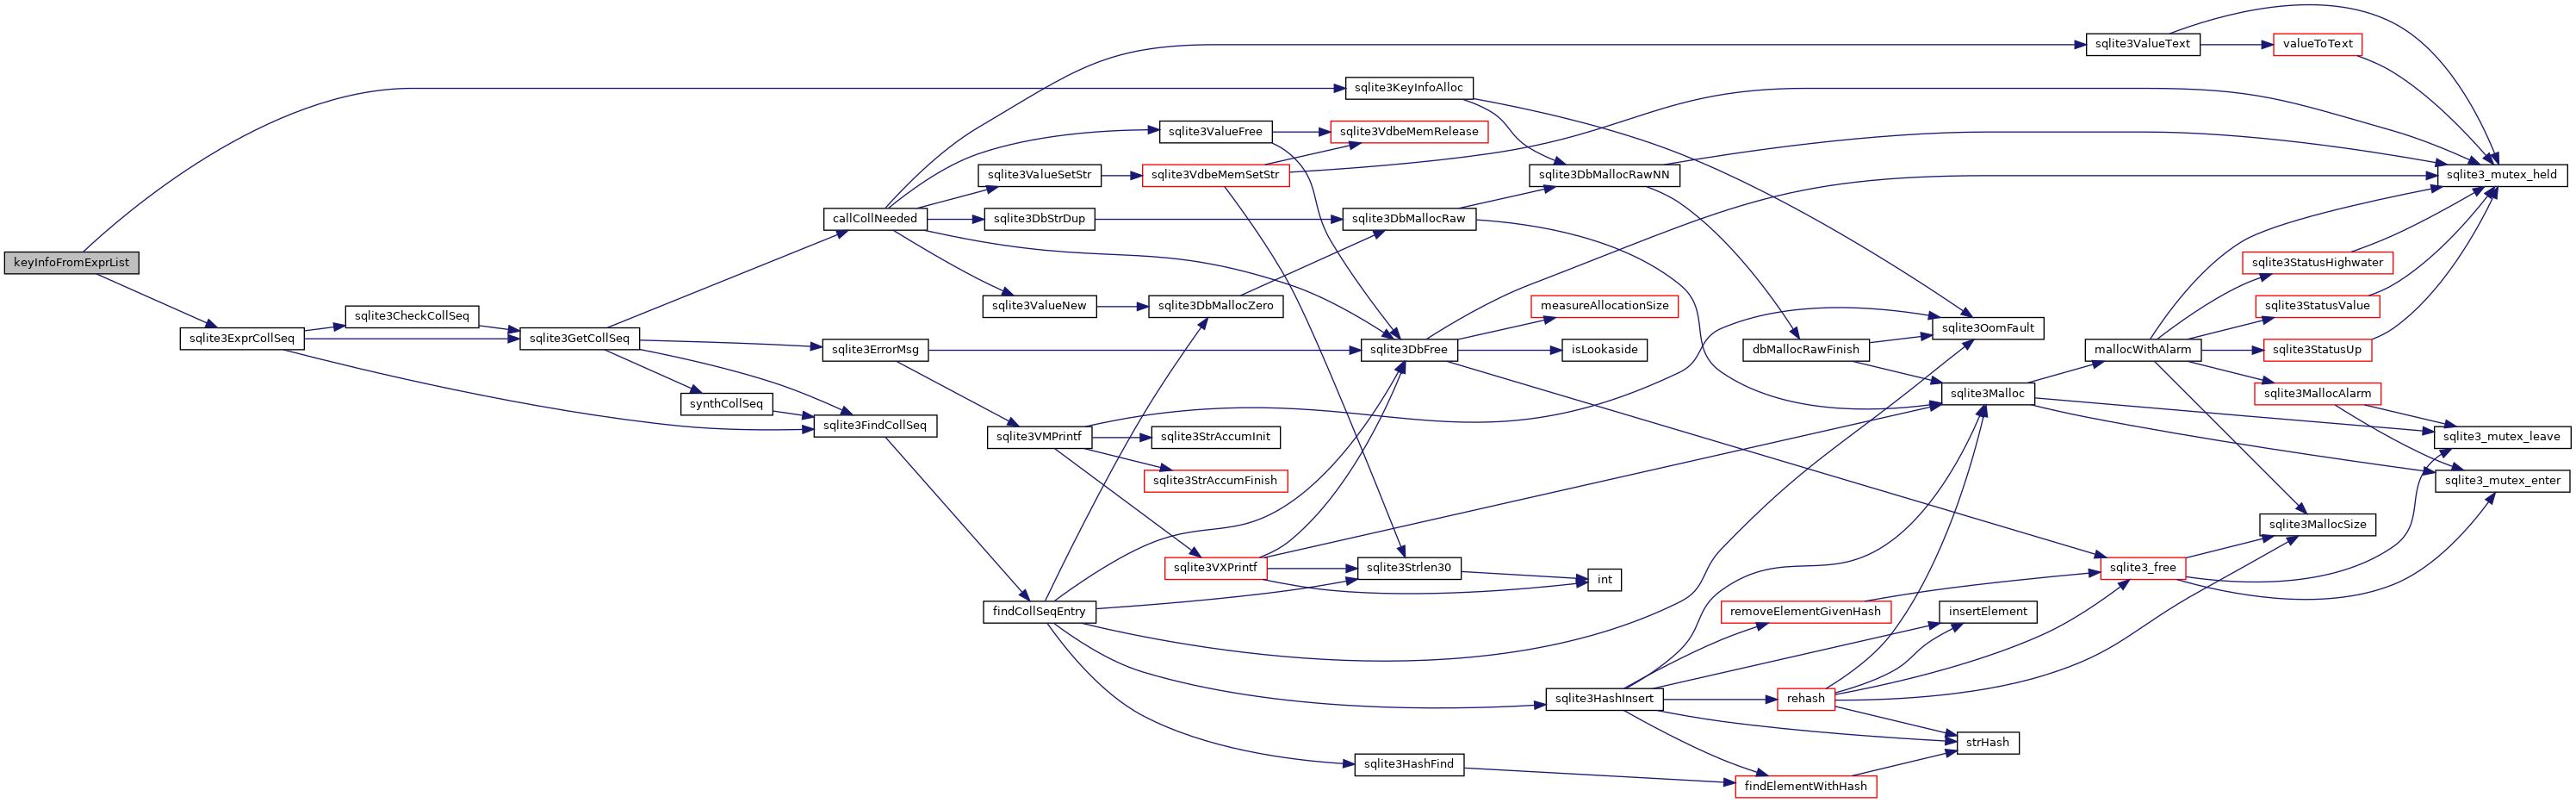 keyInfoFromExprList
sqlite3ExprCollSeq
sqlite3CheckCollSeq
sqlite3GetCollSeq
synthCollSeq
callCollNeeded
sqlite3ErrorMsg
sqlite3FindCollSeq
sqlite3ValueFree
sqlite3ValueSetStr
sqlite3DbStrDup
sqlite3ValueNew
sqlite3VMPrintf
findCollSeqEntry
sqlite3VdbeMemSetStr
sqlite3DbMallocZero
sqlite3StrAccumInit
sqlite3StrAccumFinish
sqlite3VXPrintf
sqlite3KeyInfoAlloc
sqlite3VdbeMemRelease
sqlite3DbMallocRaw
sqlite3DbFree
sqlite3Strlen30
sqlite3HashFind
sqlite3DbMallocRawNN
measureAllocationSize
isLookaside
int
sqlite3HashInsert
dbMallocRawFinish
removeElementGivenHash
rehash
findElementWithHash
sqlite3OomFault
sqlite3Malloc
insertElement
strHash
sqlite3ValueText
mallocWithAlarm
sqlite3_free
valueToText
sqlite3StatusHighwater
sqlite3StatusValue
sqlite3StatusUp
sqlite3MallocAlarm
sqlite3MallocSize
sqlite3_mutex_held
sqlite3_mutex_leave
sqlite3_mutex_enter